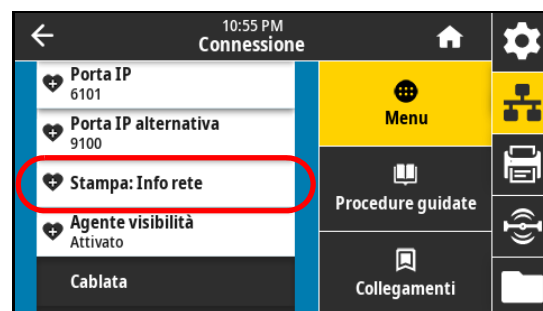 10:55 PM
Connessione
Porta IP
6101
Porta IP alternativa
9100
Stampa: Info rete
Agente visibilità
Attivato
Cablata
Menu
Procedure guidate
Collegamenti